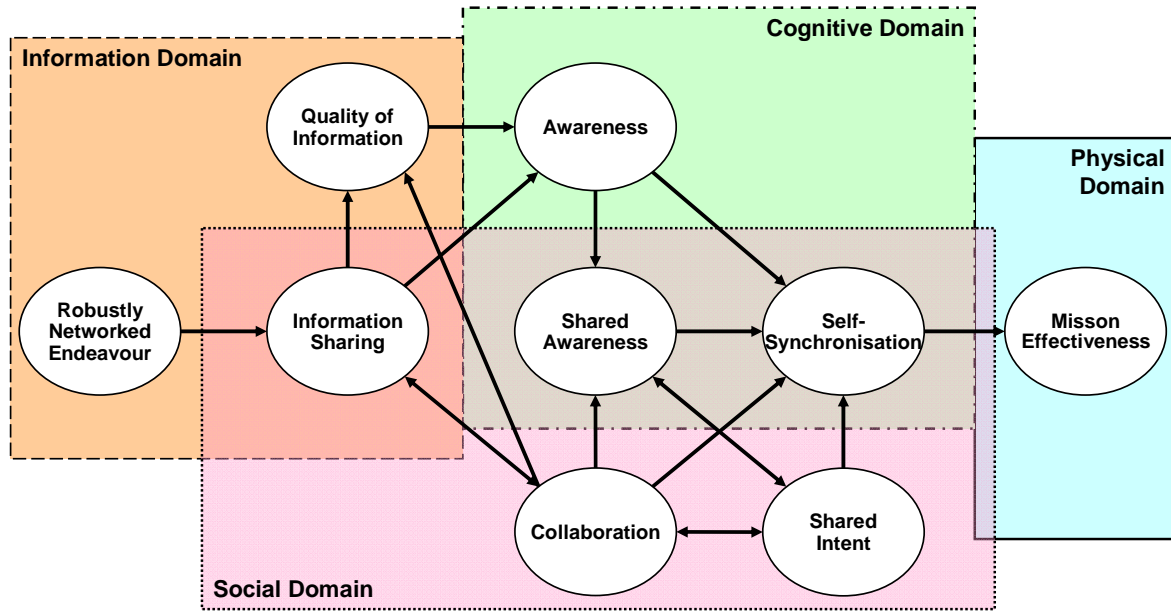 Cognitive Domain
Information Domain
Quality of
Information
Awareness
Physical
Domain
Robustly
Networked
Endeavour
Information
Sharing
Shared
Awareness
Self-
Synchronisation
Misson
Effectiveness
Collaboration
Shared
Intent
Social Domain